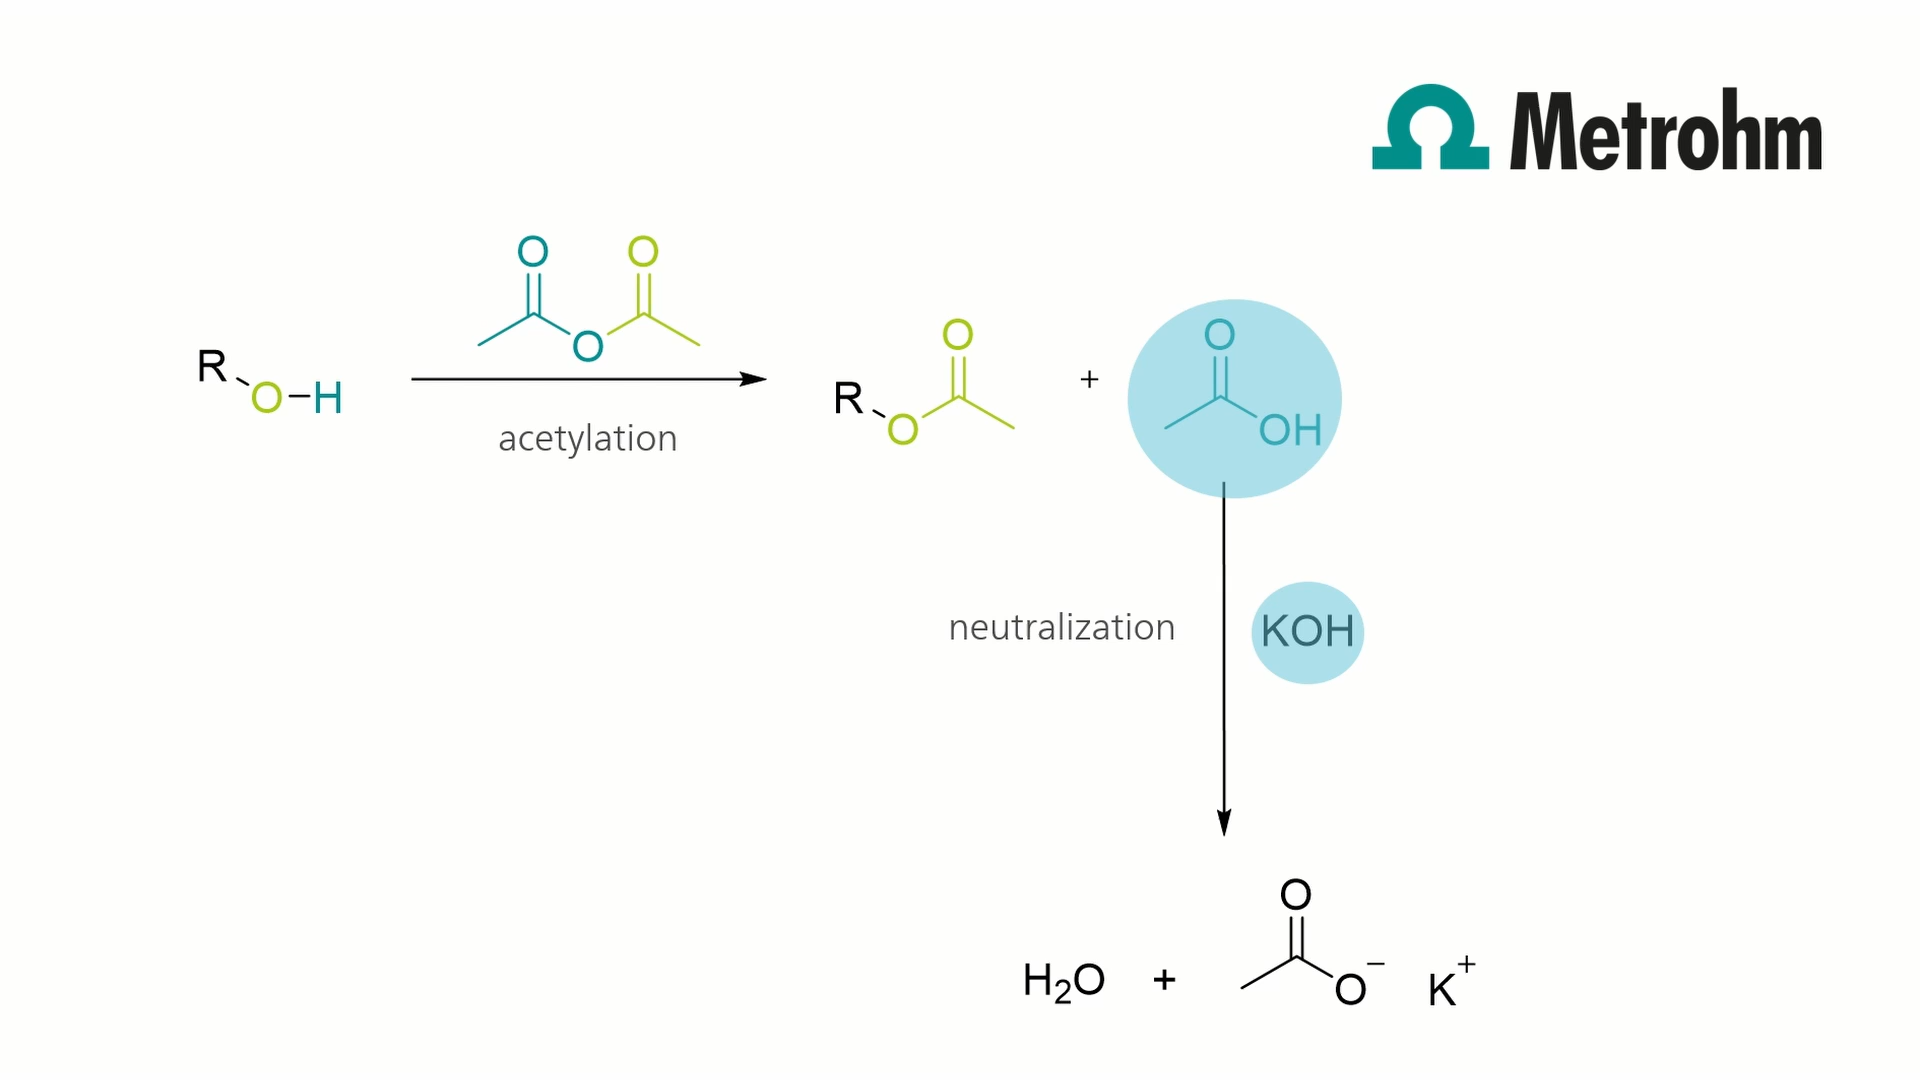 Metrohm
O O
O
R
O–H
acetylation
O
R
O
+
O
OH
neutralization
KOH
O
H₂O + O⁻ K⁺